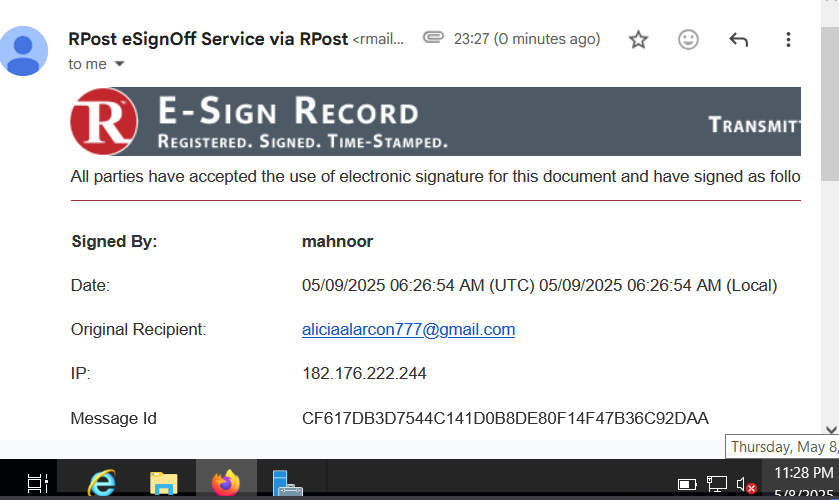 RPost eSignOff Service via RPost <rmail... 23:27 (0 minutes ago)
to me
R E-SIGN RECORD
REGISTERED. SIGNED. TIME-STAMPED.
TRANSMIT
All parties have accepted the use of electronic signature for this document and have signed as follo
Signed By: mahnoor
Date: 05/09/2025 06:26:54 AM (UTC) 05/09/2025 06:26:54 AM (Local)
Original Recipient: aliciaalarcon777@gmail.com
IP: 182.176.222.244
Message Id CF617DB3D7544C141D0B8DE80F14F47B36C92DAA
Thursday, May 8,
11:28 PM
5/8/2025